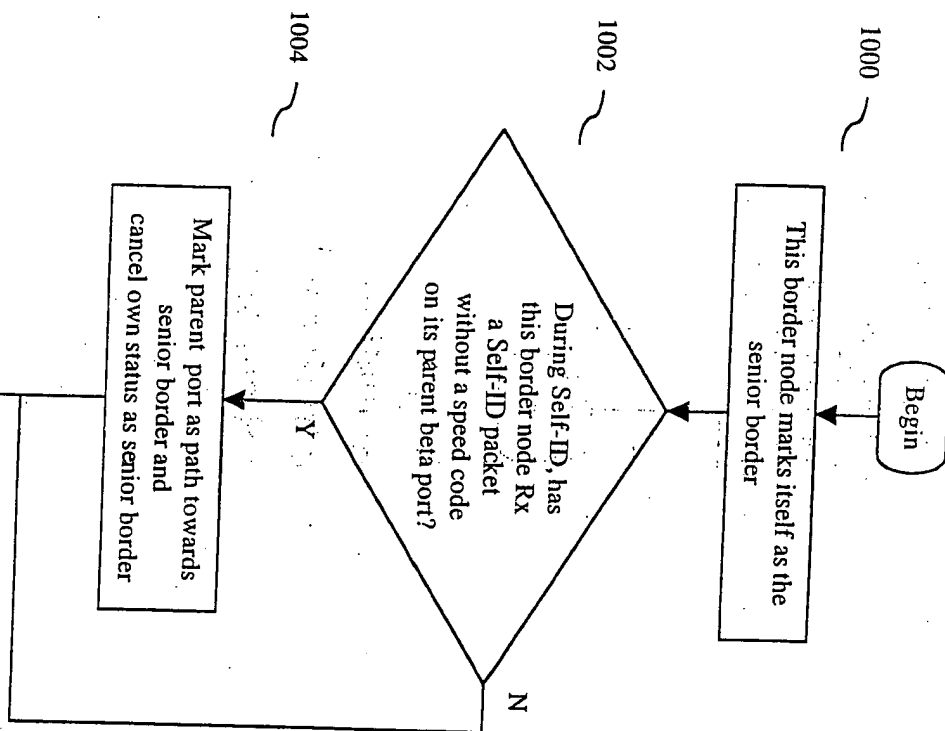 Begin
1000
This border node marks itself as the
senior border
1002
During Self-ID, has
this border node Rx
a Self-ID packet
without a speed code
on its parent beta port?
N
Y
1004
Mark parent port as path towards
senior border and
cancel own status as senior border